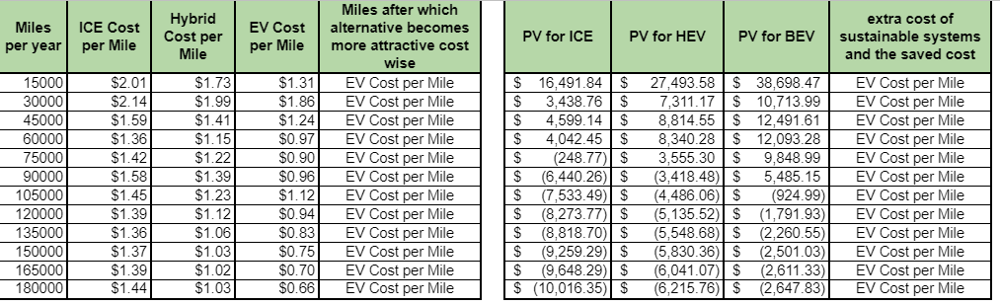 Miles per year | ICE Cost per Mile | Hybrid Cost per Mile | EV Cost per Mile | Miles after which alternative becomes more attractive cost wise | PV for ICE | PV for HEV | PV for BEV | extra cost of sustainable systems and the saved cost
15000 | $2.01 | $1.73 | $1.31 | EV Cost per Mile | $ 16,491.84 | $ 27,493.58 | $ 38,698.47 | EV Cost per Mile
30000 | $2.14 | $1.99 | $1.86 | EV Cost per Mile | $ 3,438.76 | $ 7,311.17 | $ 10,713.99 | EV Cost per Mile
45000 | $1.59 | $1.41 | $1.24 | EV Cost per Mile | $ 4,599.14 | $ 8,814.55 | $ 12,491.61 | EV Cost per Mile
60000 | $1.36 | $1.15 | $0.97 | EV Cost per Mile | $ 4,042.45 | $ 8,340.28 | $ 12,093.28 | EV Cost per Mile
75000 | $1.42 | $1.22 | $0.90 | EV Cost per Mile | $ (248.77) | $ 3,555.30 | $ 9,848.99 | EV Cost per Mile
90000 | $1.58 | $1.39 | $0.96 | EV Cost per Mile | $ (6,440.26) | $ (3,418.48) | $ 5,485.15 | EV Cost per Mile
105000 | $1.45 | $1.23 | $1.12 | EV Cost per Mile | $ (7,533.49) | $ (4,486.06) | $ (924.99) | EV Cost per Mile
120000 | $1.39 | $1.12 | $0.94 | EV Cost per Mile | $ (8,273.77) | $ (5,135.52) | $ (1,791.93) | EV Cost per Mile
135000 | $1.36 | $1.06 | $0.83 | EV Cost per Mile | $ (8,818.70) | $ (5,548.68) | $ (2,260.55) | EV Cost per Mile
150000 | $1.37 | $1.03 | $0.75 | EV Cost per Mile | $ (9,259.29) | $ (5,830.36) | $ (2,501.03) | EV Cost per Mile
165000 | $1.39 | $1.02 | $0.70 | EV Cost per Mile | $ (9,648.29) | $ (6,041.07) | $ (2,611.33) | EV Cost per Mile
180000 | $1.44 | $1.03 | $0.66 | EV Cost per Mile | $ (10,016.35) | $ (6,215.76) | $ (2,647.83) | EV Cost per Mile